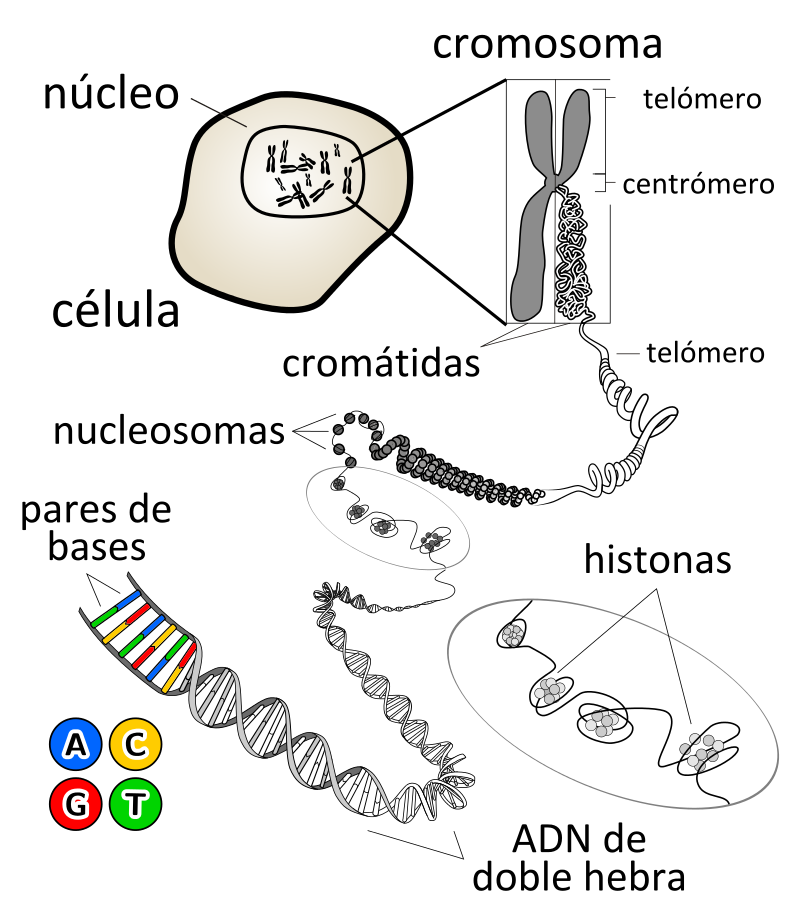 cromosoma
núcleo
telómero
centrómero
célula
cromátidas
telómero
nucleosomas
pares de
bases
histonas
A C
G T
ADN de
doble hebra